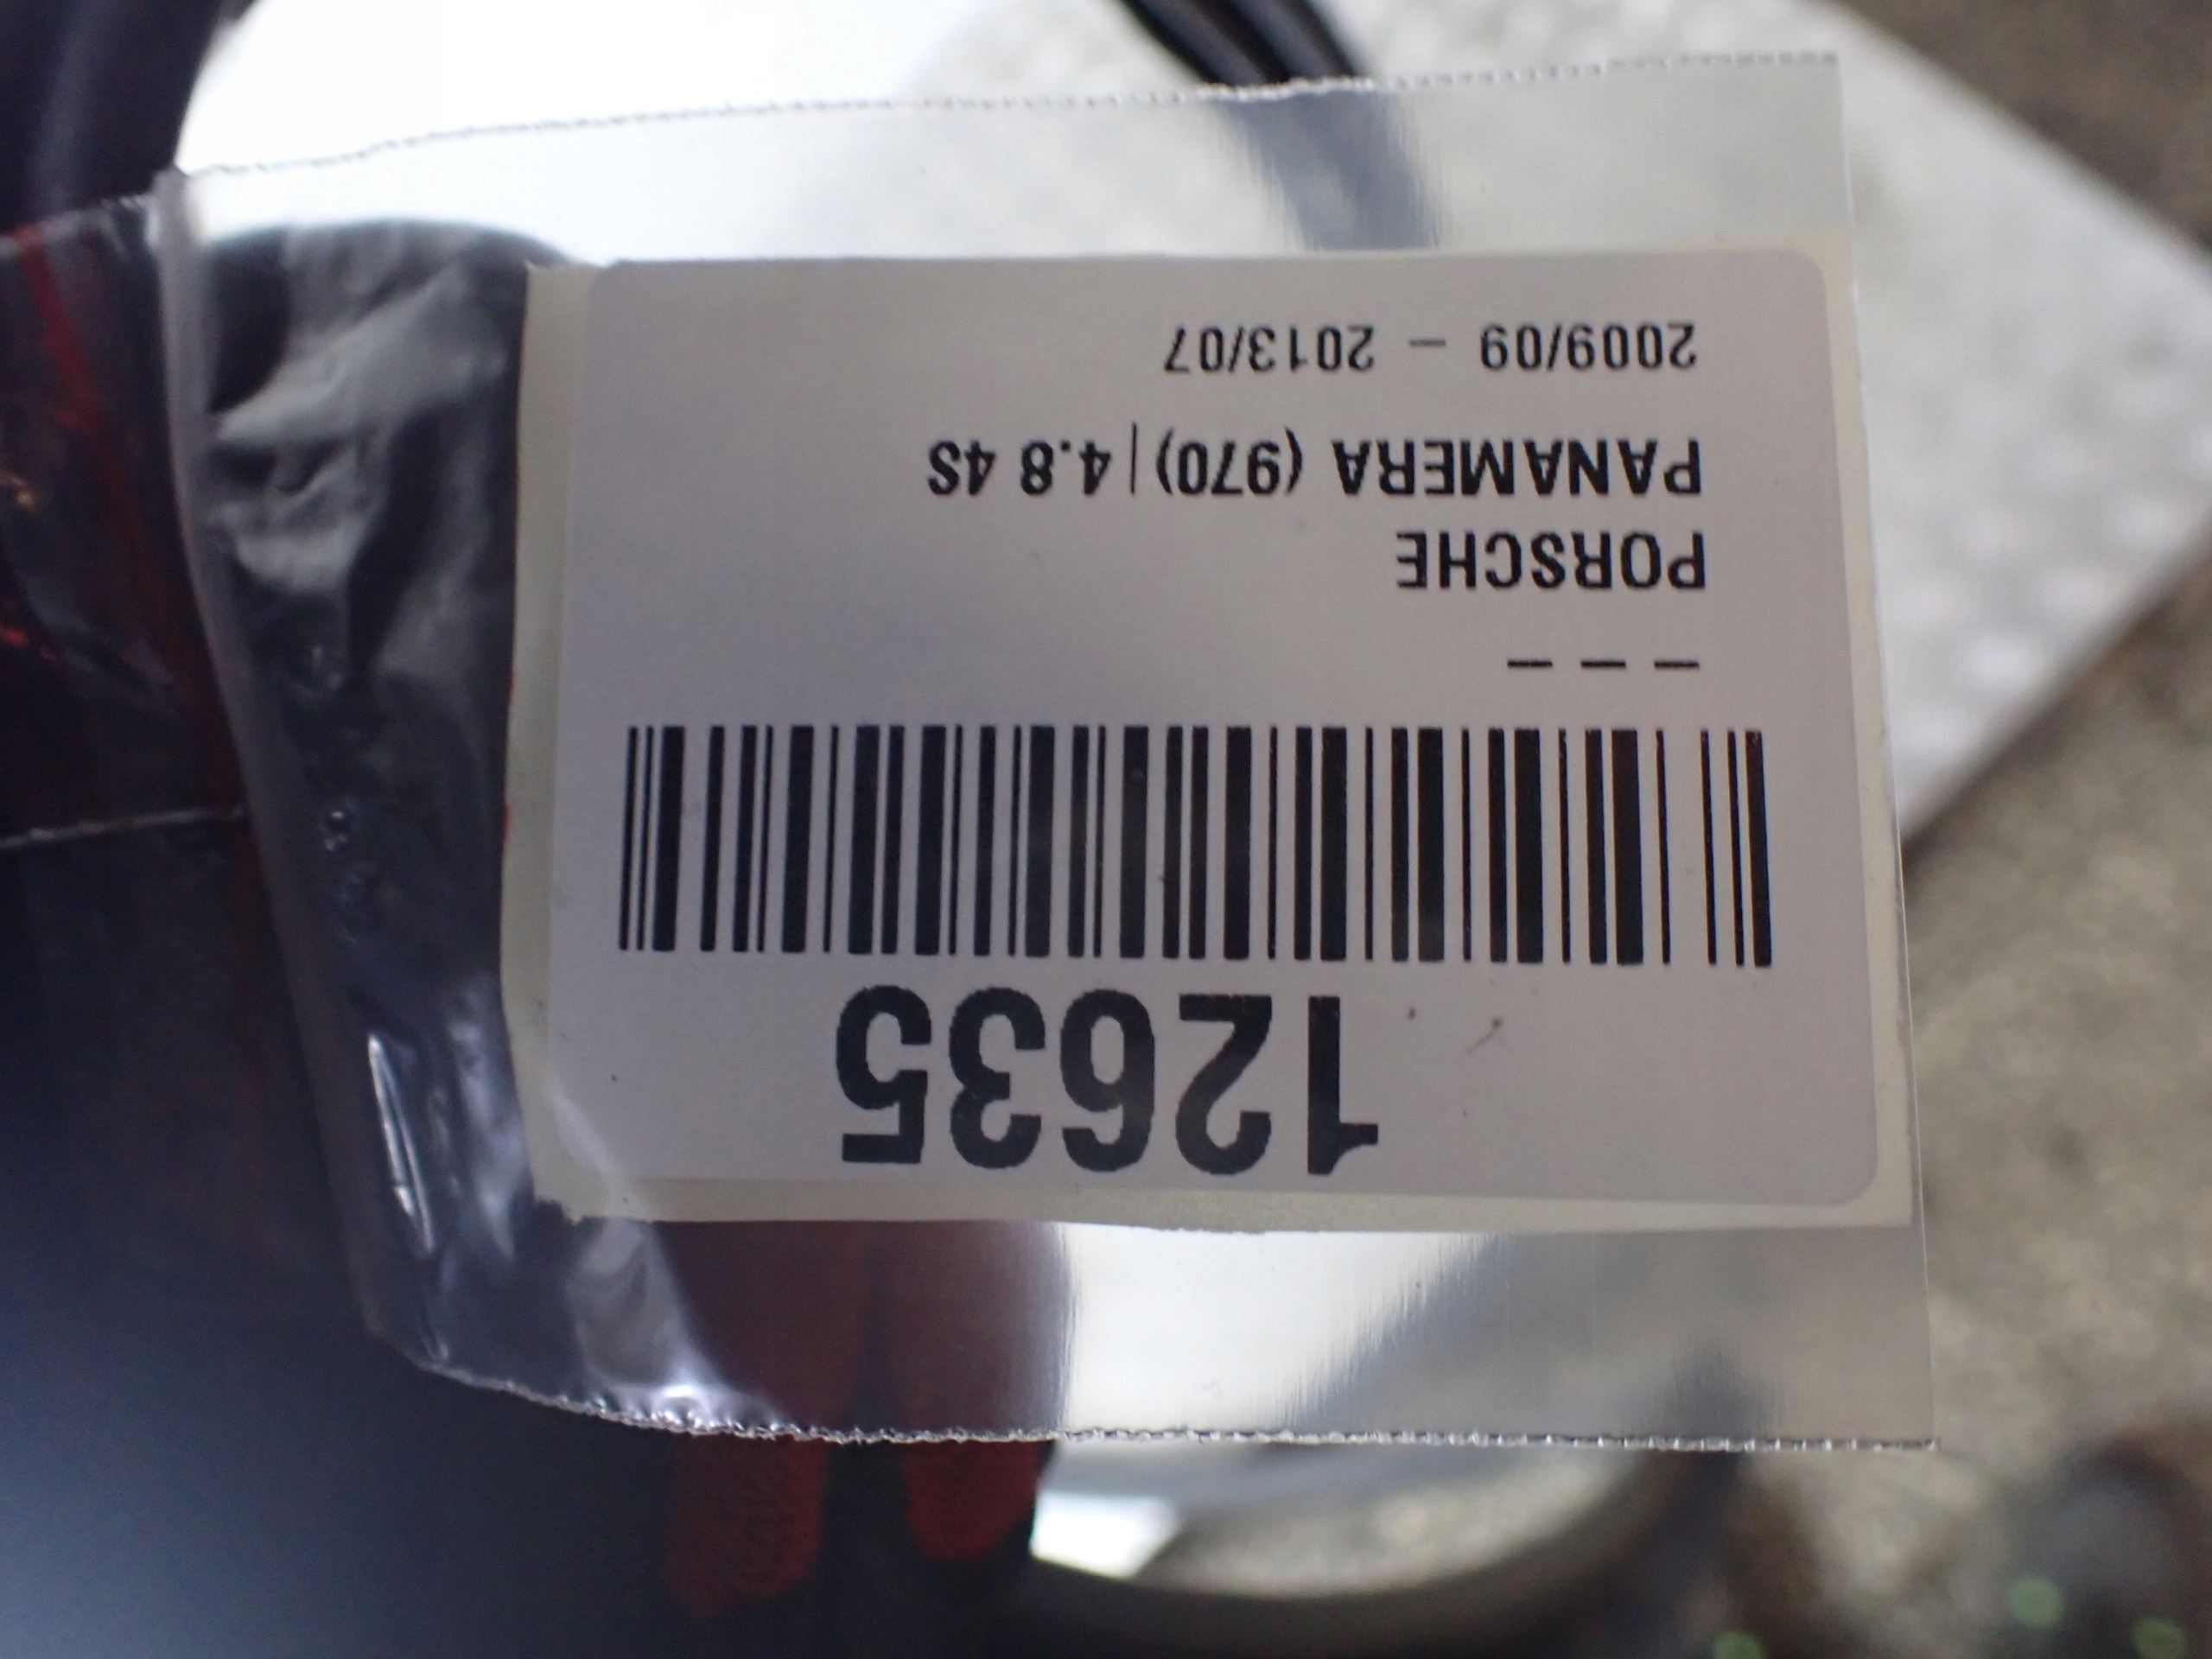 12635
– – –
PORSCHE
PANAMERA (970) | 4.8 4S
2009/09 – 2013/07